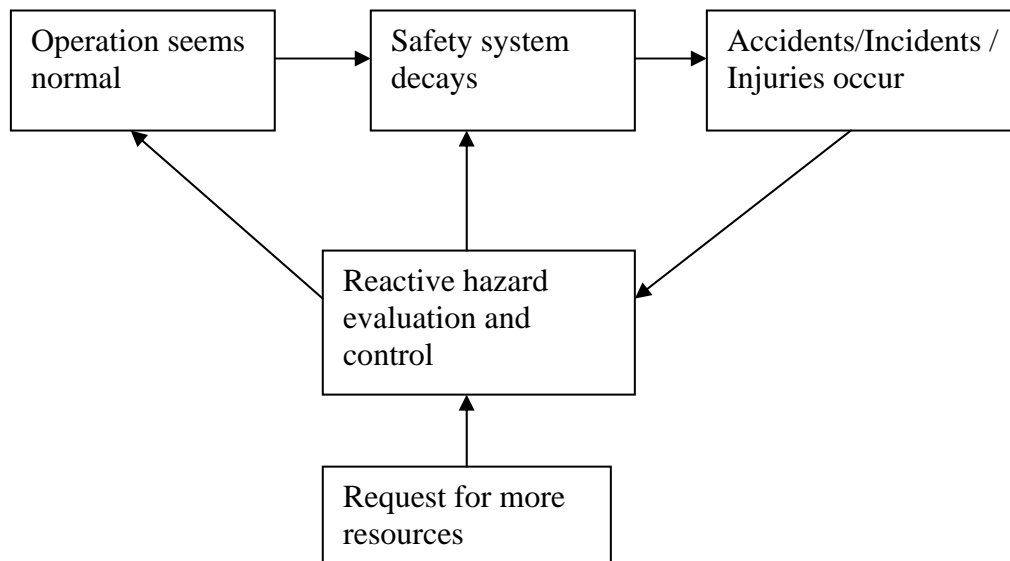 Operation seems
normal
Safety system
decays
Accidents/Incidents /
Injuries occur
Reactive hazard
evaluation and
control
Request for more
resources